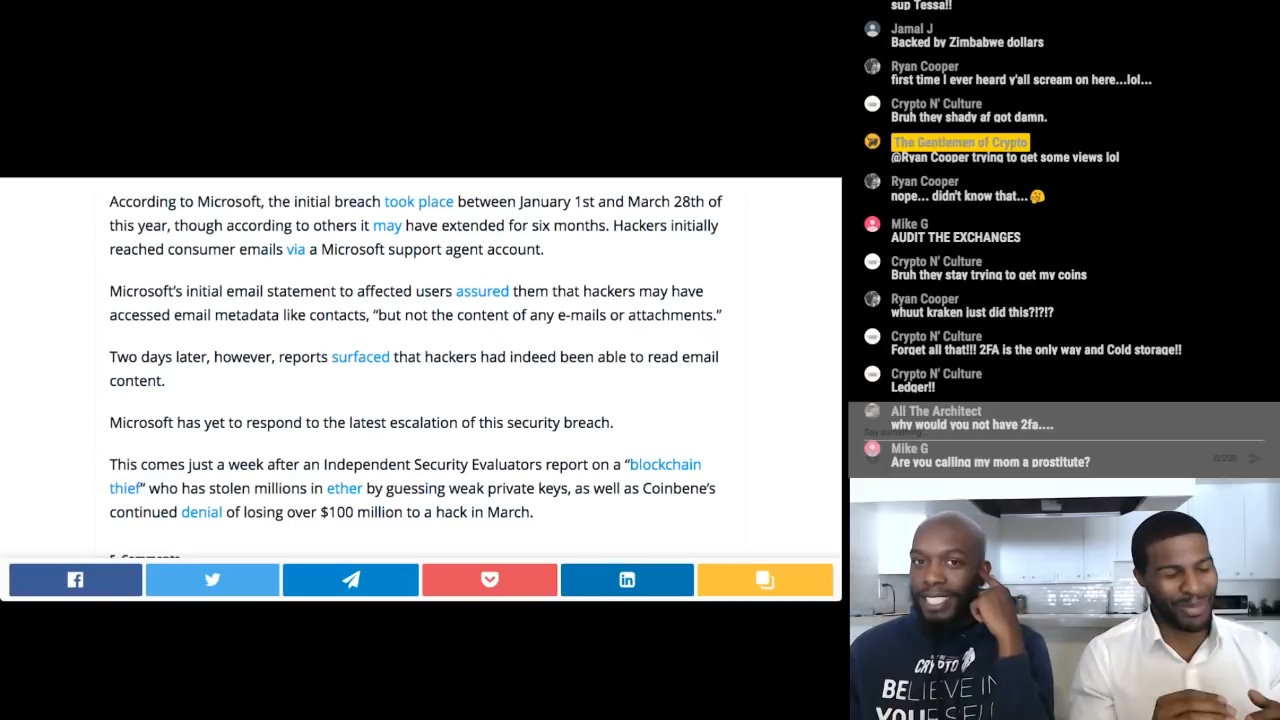 According to Microsoft, the initial breach took place between January 1st and March 28th of
this year, though according to others it may have extended for six months. Hackers initially
reached consumer emails via a Microsoft support agent account.
Microsoft’s initial email statement to affected users assured them that hackers may have
accessed email metadata like contacts, “but not the content of any e-mails or attachments.”
Two days later, however, reports surfaced that hackers had indeed been able to read email
content.
Microsoft has yet to respond to the latest escalation of this security breach.
This comes just a week after an Independent Security Evaluators report on a “blockchain
thief” who has stolen millions in ether by guessing weak private keys, as well as Coinbene’s
continued denial of losing over $100 million to a hack in March.
5 Comments
sup Tessa!!
Jamal J
Backed by Zimbabwe dollars
Ryan Cooper
first time I ever heard y'all scream on here...lol...
Crypto N' Culture
Bruh they shady af got damn.
The Gentlemen of Crypto
@Ryan Cooper trying to get some views lol
Ryan Cooper
nope... didn't know that...🤔
Mike G
AUDIT THE EXCHANGES
Crypto N' Culture
Bruh they stay trying to get my coins
Ryan Cooper
whuut kraken just did this?!?!?
Crypto N' Culture
Forget all that!!! 2FA is the only way and Cold storage!!
Crypto N' Culture
Ledger!!
Ali The Architect
why would you not have 2fa....
Say something...
Mike G
Are you calling my mom a prostitute?
0/200
CRYPTO
BELIEVE IN
YOURSELF